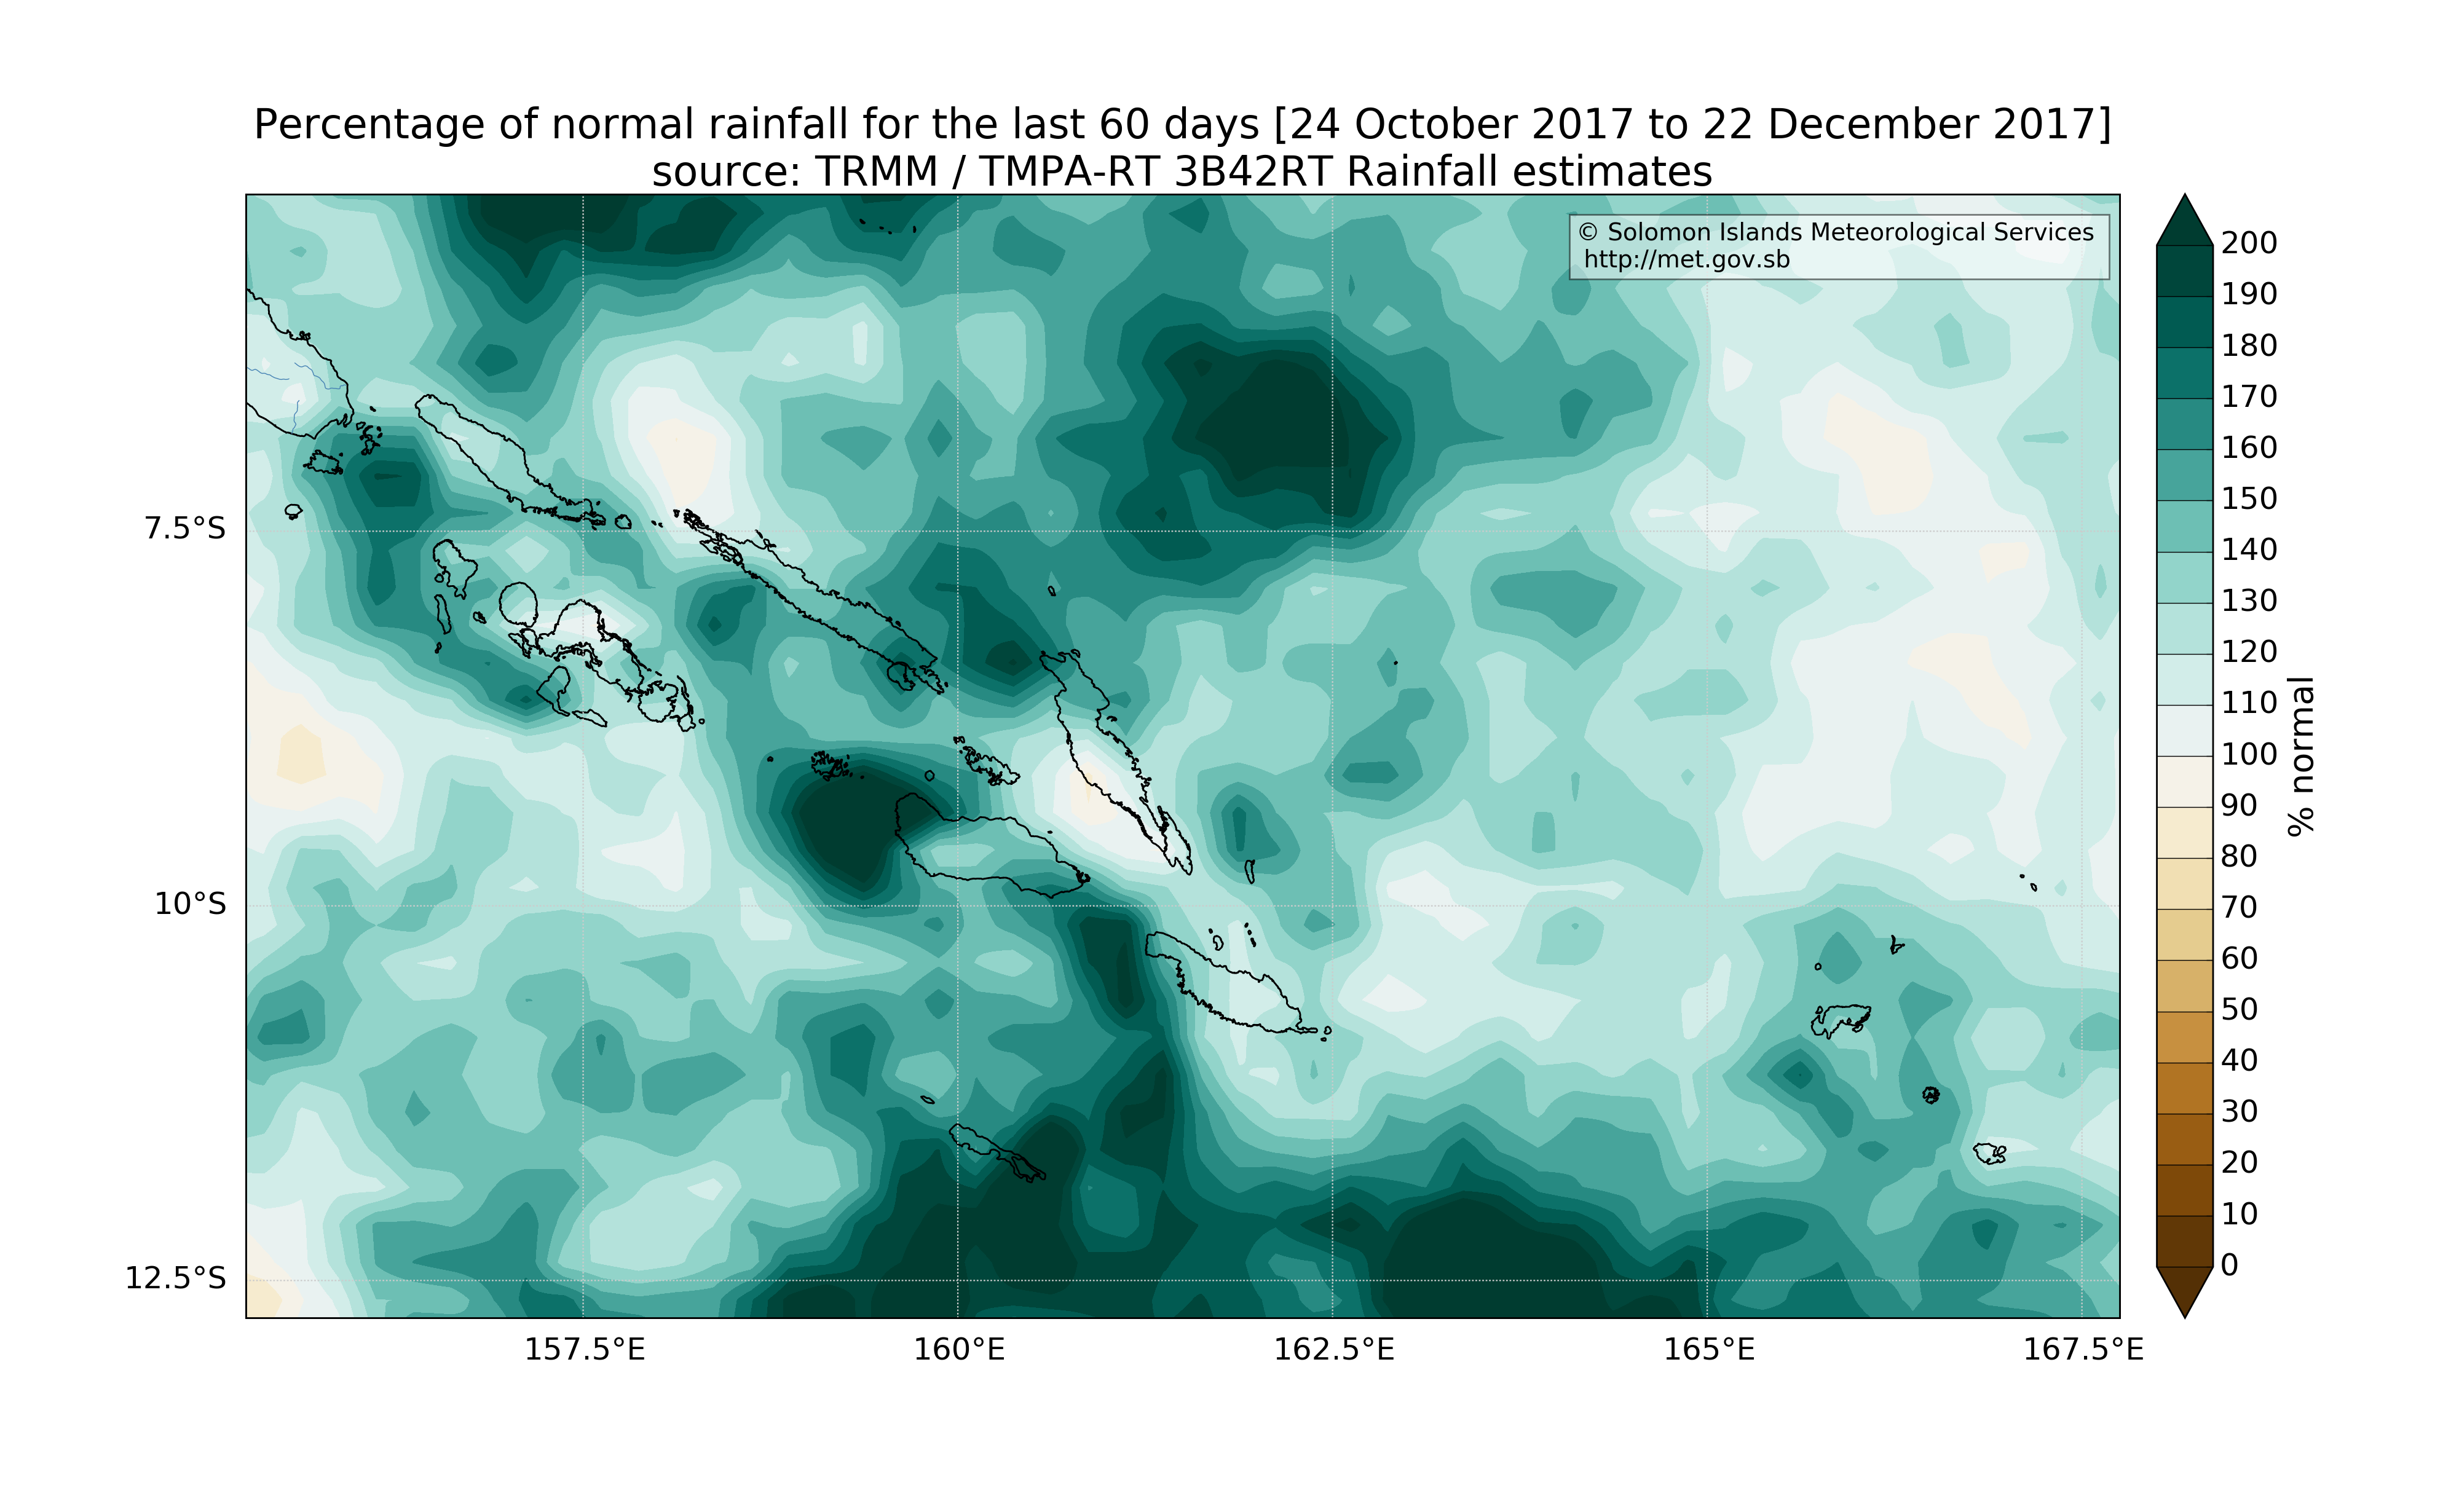 Percentage of normal rainfall for the last 60 days [24 October 2017 to 22 December 2017]
source: TRMM / TMPA-RT 3B42RT Rainfall estimates
© Solomon Islands Meteorological Services
http://met.gov.sb
7.5°S
10°S
12.5°S
157.5°E
160°E
162.5°E
165°E
167.5°E
200
190
180
170
160
150
140
130
120
110
100
90
80
70
60
50
40
30
20
10
0
% normal